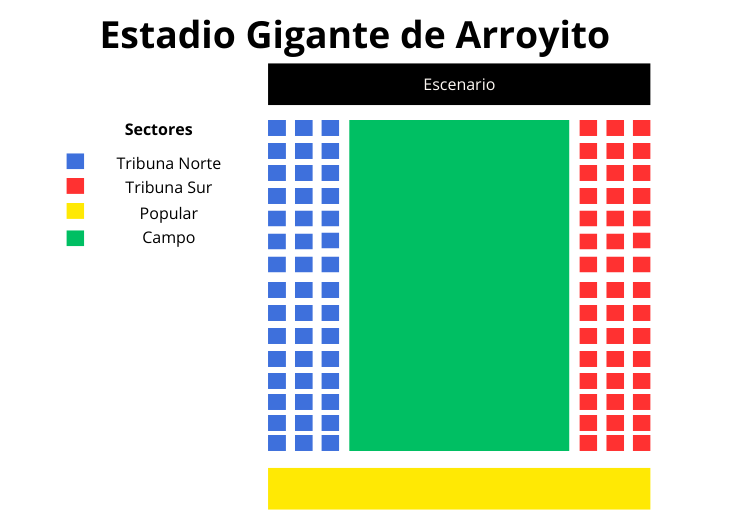 Estadio Gigante de Arroyito
Escenario
Sectores
Tribuna Norte
Tribuna Sur
Popular
Campo